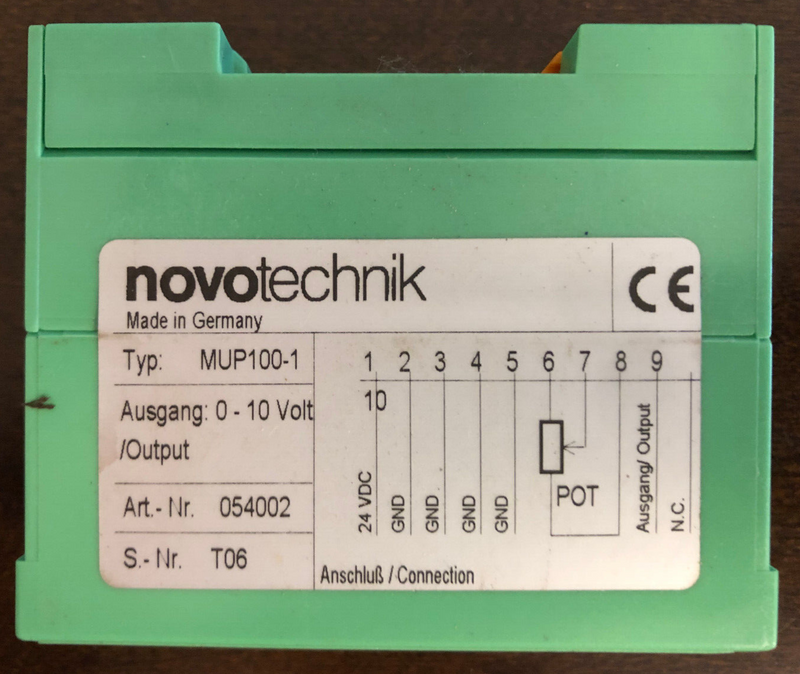 novotechnik
Made in Germany
CE
Typ: MUP100-1
Ausgang: 0 - 10 Volt
/Output
Art.- Nr. 054002
S.- Nr. T06
1 2 3 4 5 6 7 8 9
10
24 VDC
GND
GND
GND
GND
POT
Ausgang/ Output
N.C.
Anschluß / Connection